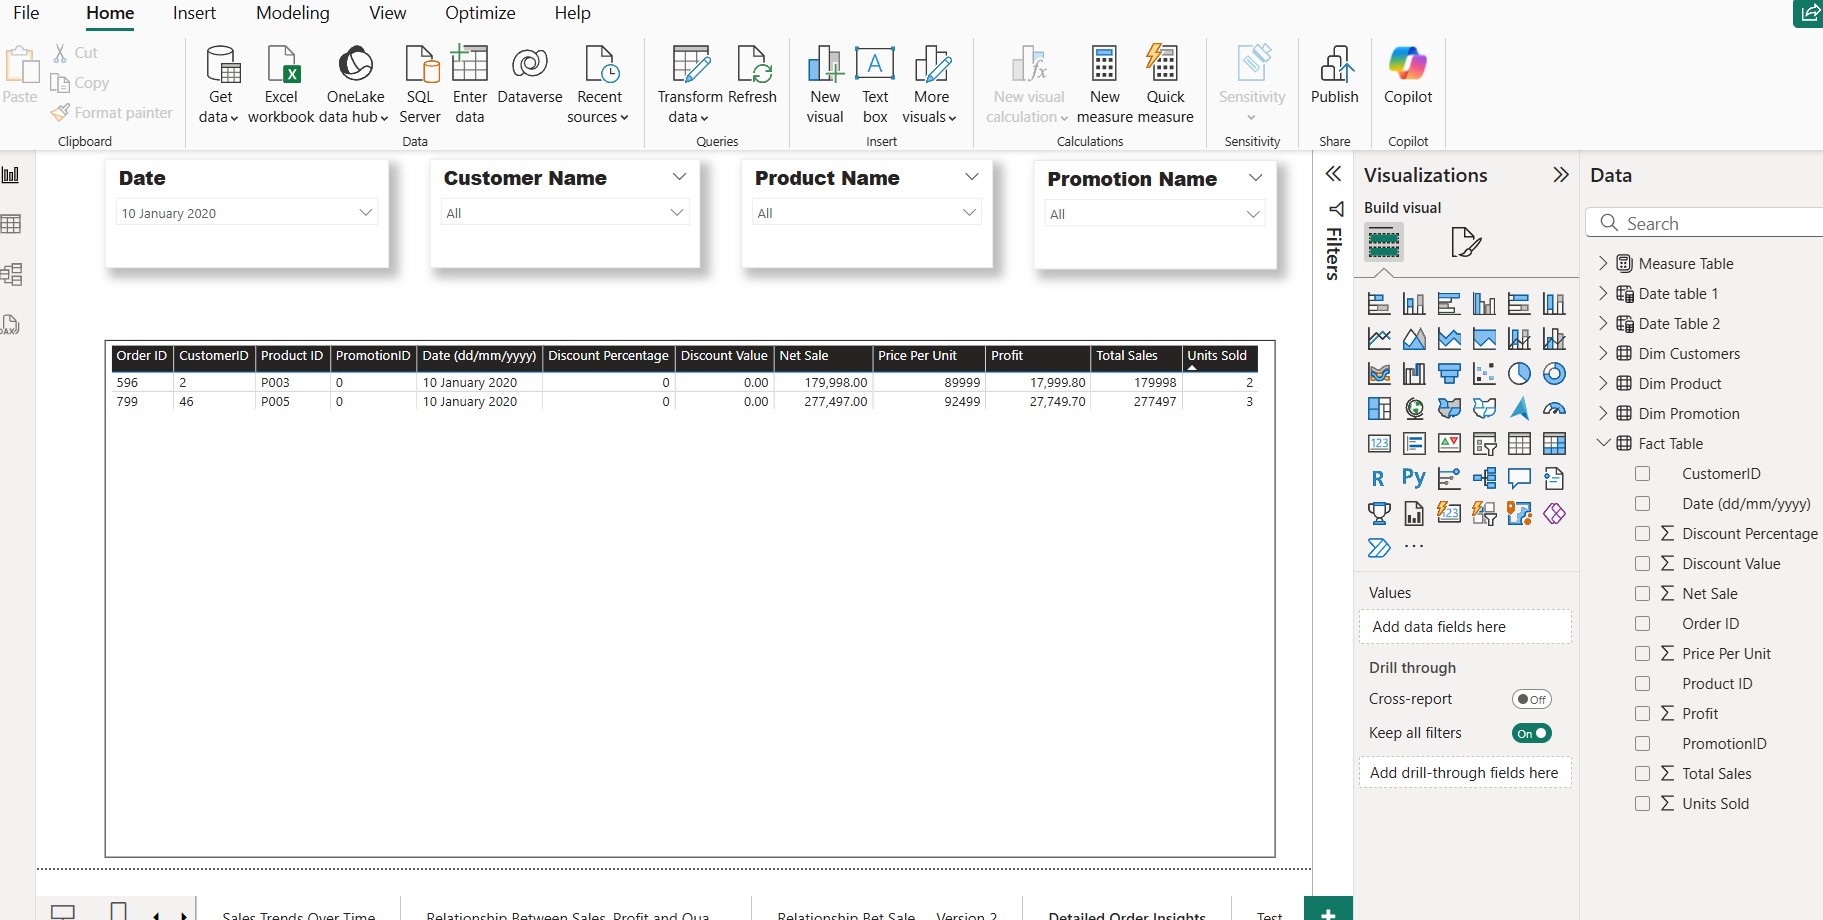 File Home Insert Modeling View Optimize Help
Paste
Cut
Copy
Format painter
Clipboard
Get data
Excel workbook
OneLake data hub
SQL Server
Enter data
Dataverse
Recent sources
Data
Transform data
Refresh
Queries
New visual
Text box
More visuals
Insert
New visual calculation
New measure
Quick measure
Calculations
Sensitivity
Sensitivity
Publish
Share
Copilot
Copilot
Date
10 January 2020
Customer Name
All
Product Name
All
Promotion Name
All
Order ID CustomerID Product ID PromotionID Date (dd/mm/yyyy) Discount Percentage Discount Value Net Sale Price Per Unit Profit Total Sales Units Sold
596 2 P003 0 10 January 2020 0 0.00 179,998.00 89999 17,999.80 179998 2
799 46 P005 0 10 January 2020 0 0.00 277,497.00 92499 27,749.70 277497 3
Filters
Visualizations
Build visual
123
R Py
123
...
Values
Add data fields here
Drill through
Cross-report Off
Keep all filters On
Add drill-through fields here
Data
Search
Measure Table
Date table 1
Date Table 2
Dim Customers
Dim Product
Dim Promotion
Fact Table
CustomerID
Date (dd/mm/yyyy)
Discount Percentage
Discount Value
Net Sale
Order ID
Price Per Unit
Product ID
Profit
PromotionID
Total Sales
Units Sold
Sales Trends Over Time Relationship Between Sales, Profit and Qua... Relationship Bet Sale ... Version 2 Detailed Order Insights Test